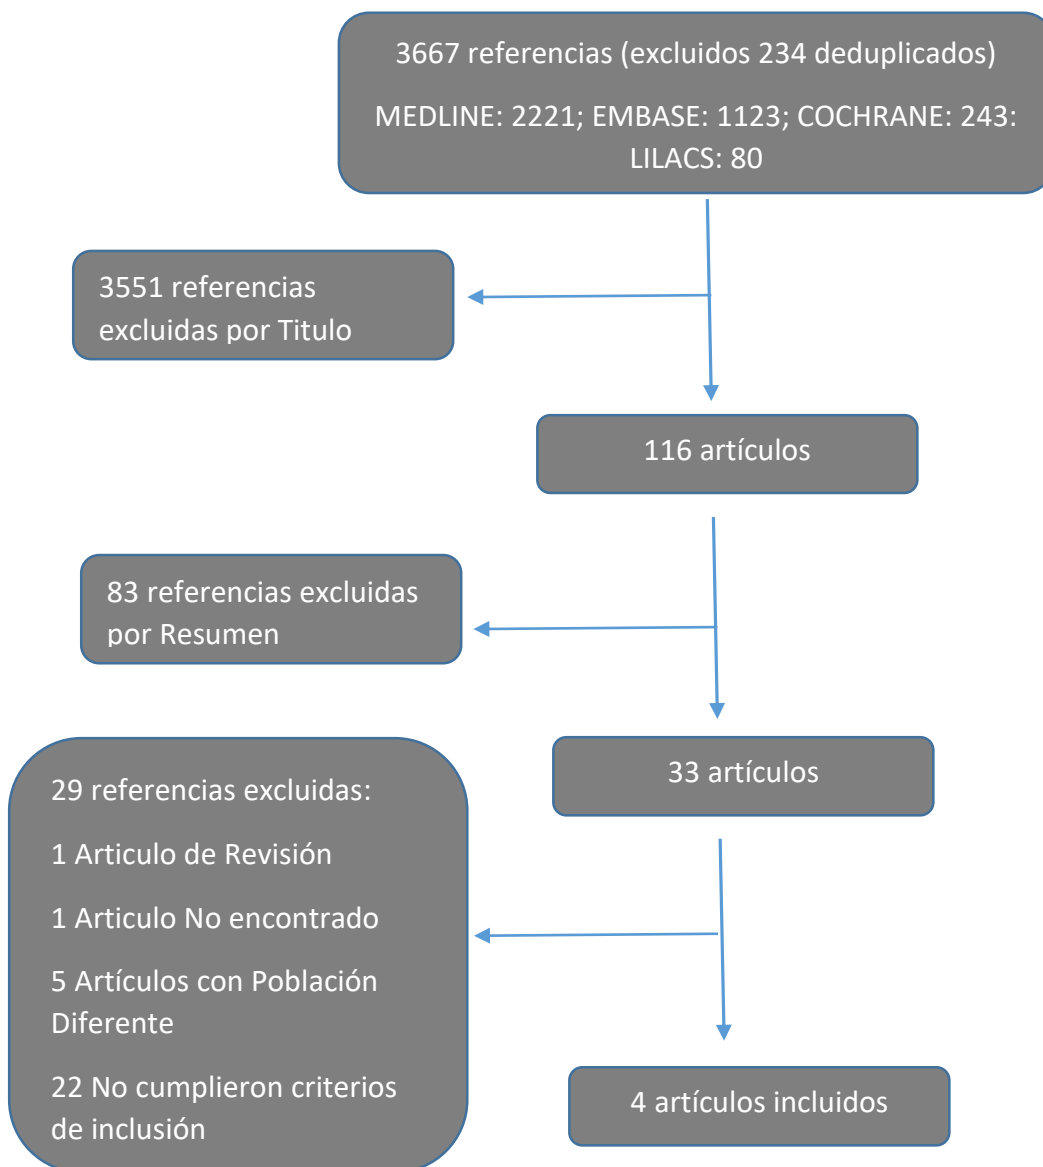 3667 referencias (excluidos 234 deduplicados)
MEDLINE: 2221; EMBASE: 1123; COCHRANE: 243:
LILACS: 80
3551 referencias
excluidas por Titulo
116 artículos
83 referencias excluidas
por Resumen
33 artículos
29 referencias excluidas:
1 Articulo de Revisión
1 Articulo No encontrado
5 Artículos con Población
Diferente
22 No cumplieron criterios
de inclusión
4 artículos incluidos